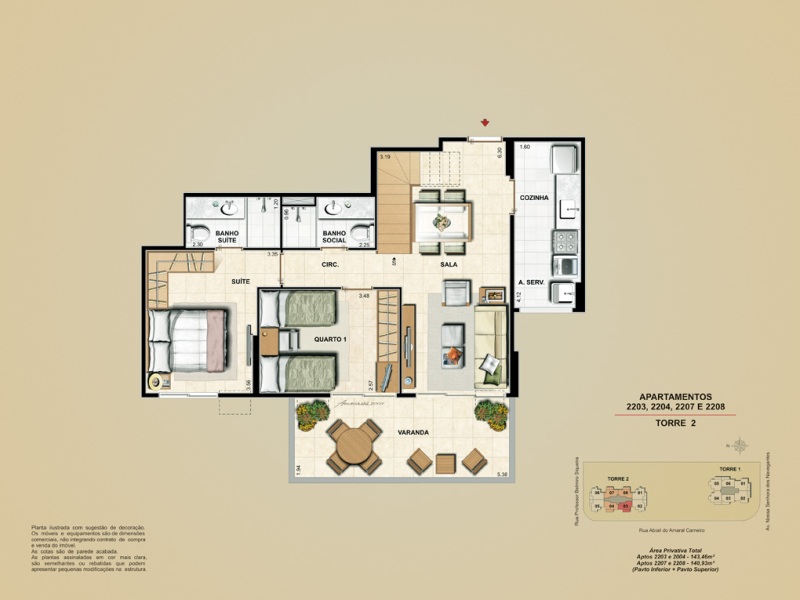 3.19
6.30
1.60
COZINHA
1.20
0.98
BANHO
SUÍTE
2.30
BANHO
SOCIAL
2.25
3.35
SUÍTE
CIRC.
SALA
A. SERV.
4.12
3.48
QUARTO 1
3.56
2.57
VARANDA
1.94
5.38
APARTAMENTOS
2203, 2204, 2207 E 2208
TORRE 2
TORRE 2
TORRE 1
Rua Professor Belmiro Siqueira
Av. Nossa Senhora dos Navegantes
Rua Abiail do Amaral Carneiro
Planta ilustrada com sugestão de decoração.
Os móveis e equipamentos são de dimensões
comerciais, não integrando contrato de compra
e venda do imóvel.
As cotas são de parede acabada.
As plantas assinaladas em cor mais clara,
são semelhantes ou rebatidas que podem
apresentar pequenas modificações na estrutura.
Área Privativa Total
Aptos 2203 e 2004 - 143,46m²
Aptos 2207 e 2208 - 140,93m²
(Pavto Inferior + Pavto Superior)